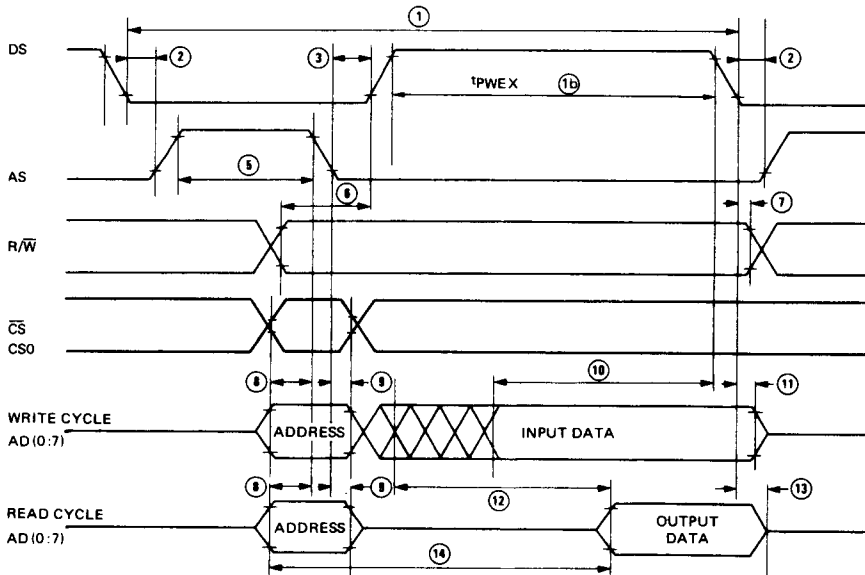 1
DS
2
3
2
tPWEX
1b
AS
5
6
7
R/W
CS
CS0
8
9
10
11
WRITE CYCLE
AD (0:7)
ADDRESS
INPUT DATA
8
9
12
13
READ CYCLE
AD (0:7)
ADDRESS
OUTPUT
DATA
14